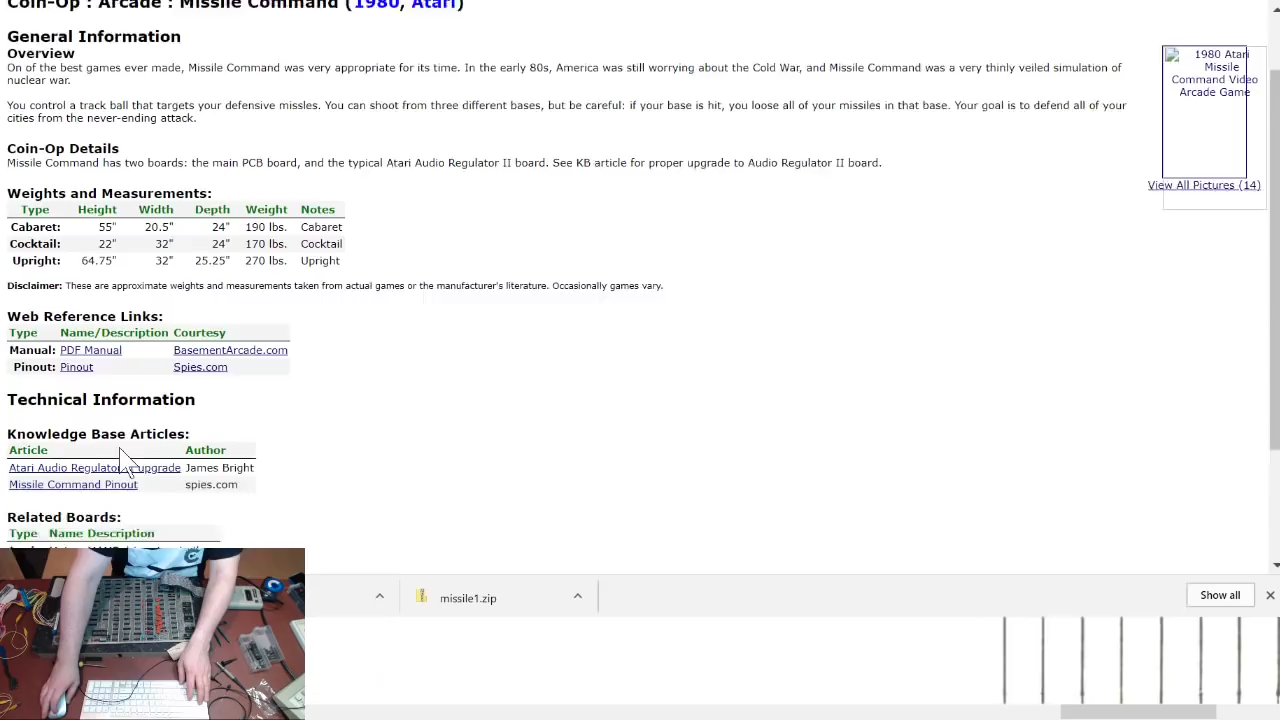 Coin-Op : Arcade : Missile Command (1980, Atari)
General Information
Overview
On of the best games ever made, Missile Command was very appropriate for its time. In the early 80s, America was still worrying about the Cold War, and Missile Command was a very thinly veiled simulation of
nuclear war.
You control a track ball that targets your defensive missles. You can shoot from three different bases, but be careful: if your base is hit, you loose all of your missiles in that base. Your goal is to defend all of your
cities from the never-ending attack.
1980 Atari
Missile
Command Video
Arcade Game
View All Pictures (14)
Coin-Op Details
Missile Command has two boards: the main PCB board, and the typical Atari Audio Regulator II board. See KB article for proper upgrade to Audio Regulator II board.
Weights and Measurements:
Type Height Width Depth Weight Notes
Cabaret: 55" 20.5" 24" 190 lbs. Cabaret
Cocktail: 22" 32" 24" 170 lbs. Cocktail
Upright: 64.75" 32" 25.25" 270 lbs. Upright
Disclaimer: These are approximate weights and measurements taken from actual games or the manufacturer's literature. Occasionally games vary.
Web Reference Links:
Type Name/Description Courtesy
Manual: PDF Manual BasementArcade.com
Pinout: Pinout Spies.com
Technical Information
Knowledge Base Articles:
Article Author
Atari Audio Regulator upgrade James Bright
Missile Command Pinout spies.com
Related Boards:
Type Name Description
missile1.zip
Show all